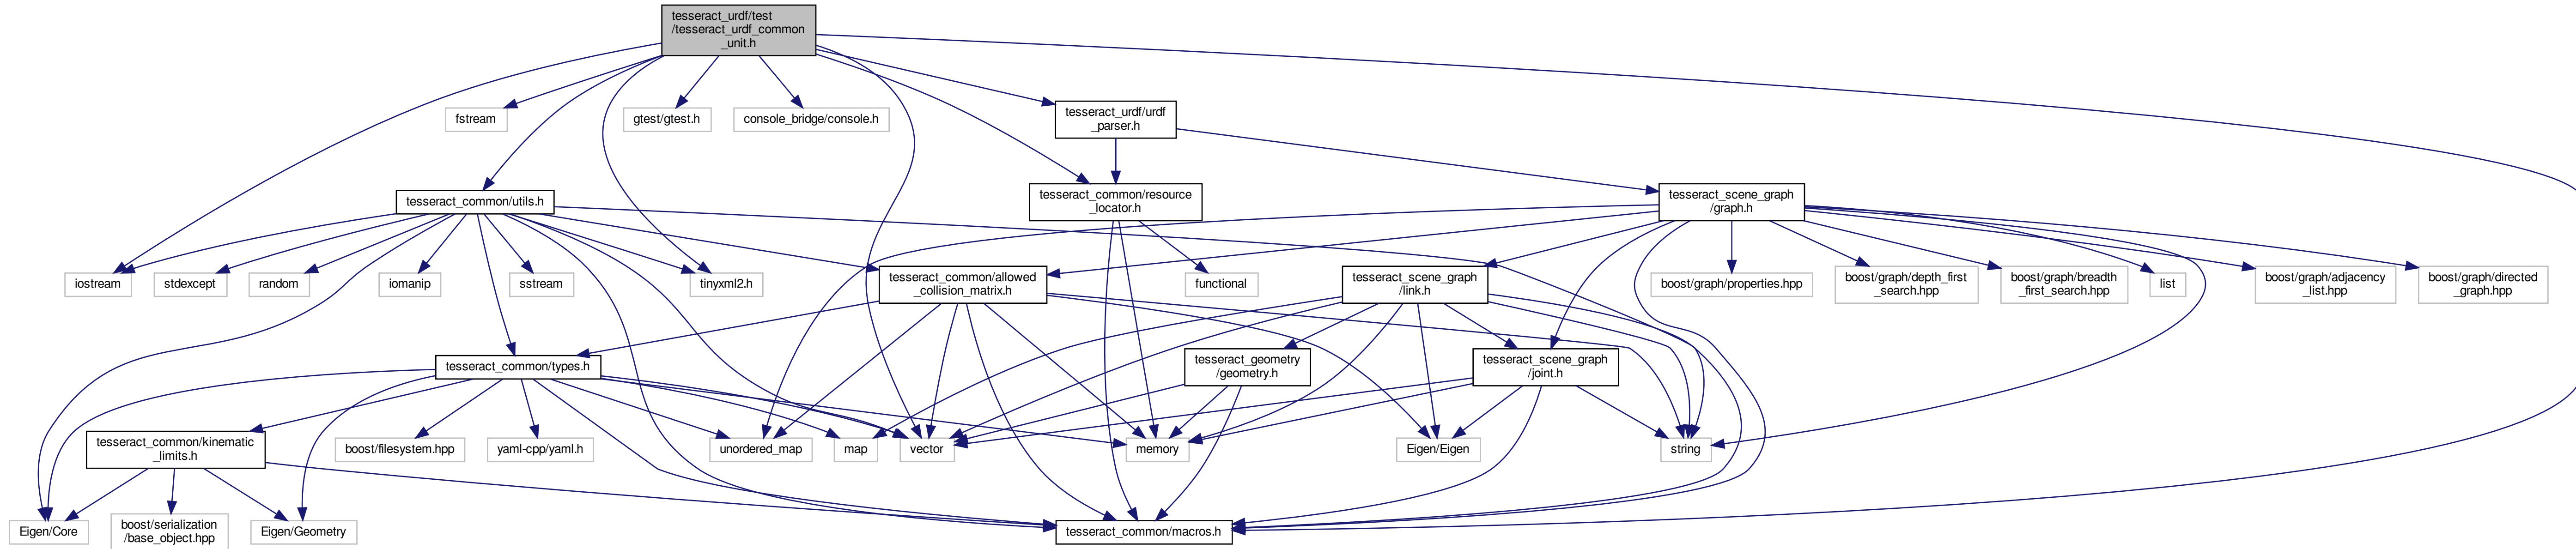 tesseract_urdf/test
/tesseract_urdf_common
_unit.h
fstream
gtest/gtest.h
console_bridge/console.h
tesseract_urdf/urdf
_parser.h
tesseract_common/utils.h
tesseract_common/resource
_locator.h
tesseract_scene_graph
/graph.h
iostream
stdexcept
random
iomanip
sstream
tinyxml2.h
tesseract_common/allowed
_collision_matrix.h
functional
tesseract_scene_graph
/link.h
boost/graph/properties.hpp
boost/graph/depth_first
_search.hpp
boost/graph/breadth
_first_search.hpp
list
boost/graph/adjacency
_list.hpp
boost/graph/directed
_graph.hpp
tesseract_common/types.h
tesseract_geometry
/geometry.h
tesseract_scene_graph
/joint.h
tesseract_common/kinematic
_limits.h
boost/filesystem.hpp
yaml-cpp/yaml.h
unordered_map
map
vector
memory
Eigen/Eigen
string
Eigen/Core
boost/serialization
/base_object.hpp
Eigen/Geometry
tesseract_common/macros.h